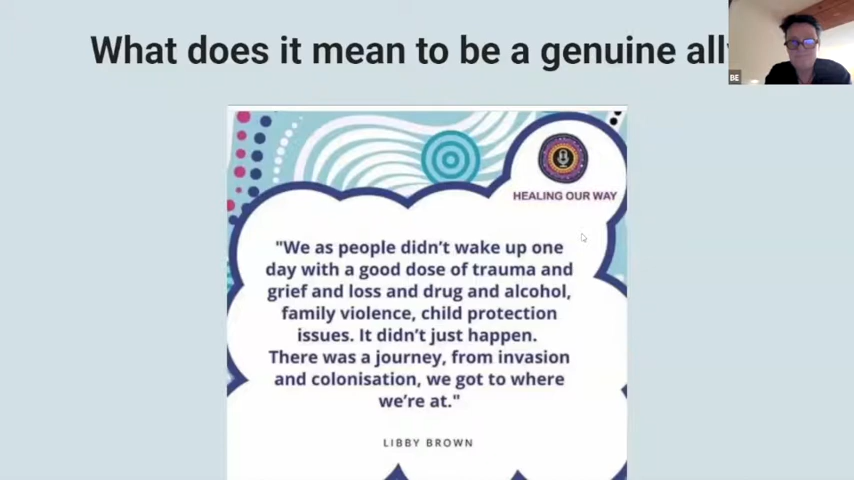 What does it mean to be a genuine ally
BE
HEALING OUR WAY
"We as people didn't wake up one
day with a good dose of trauma and
grief and loss and drug and alcohol,
family violence, child protection
issues. It didn't just happen.
There was a journey, from invasion
and colonisation, we got to where
we're at."
LIBBY BROWN